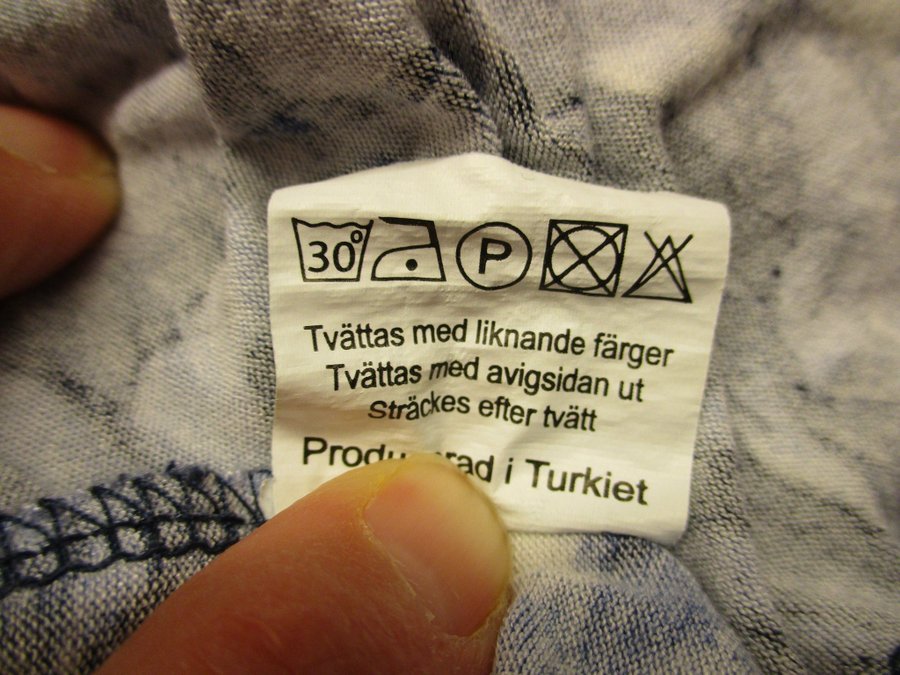 30° P
Tvättas med liknande färger
Tvättas med avigsidan ut
Sträckes efter tvätt
i Turkiet